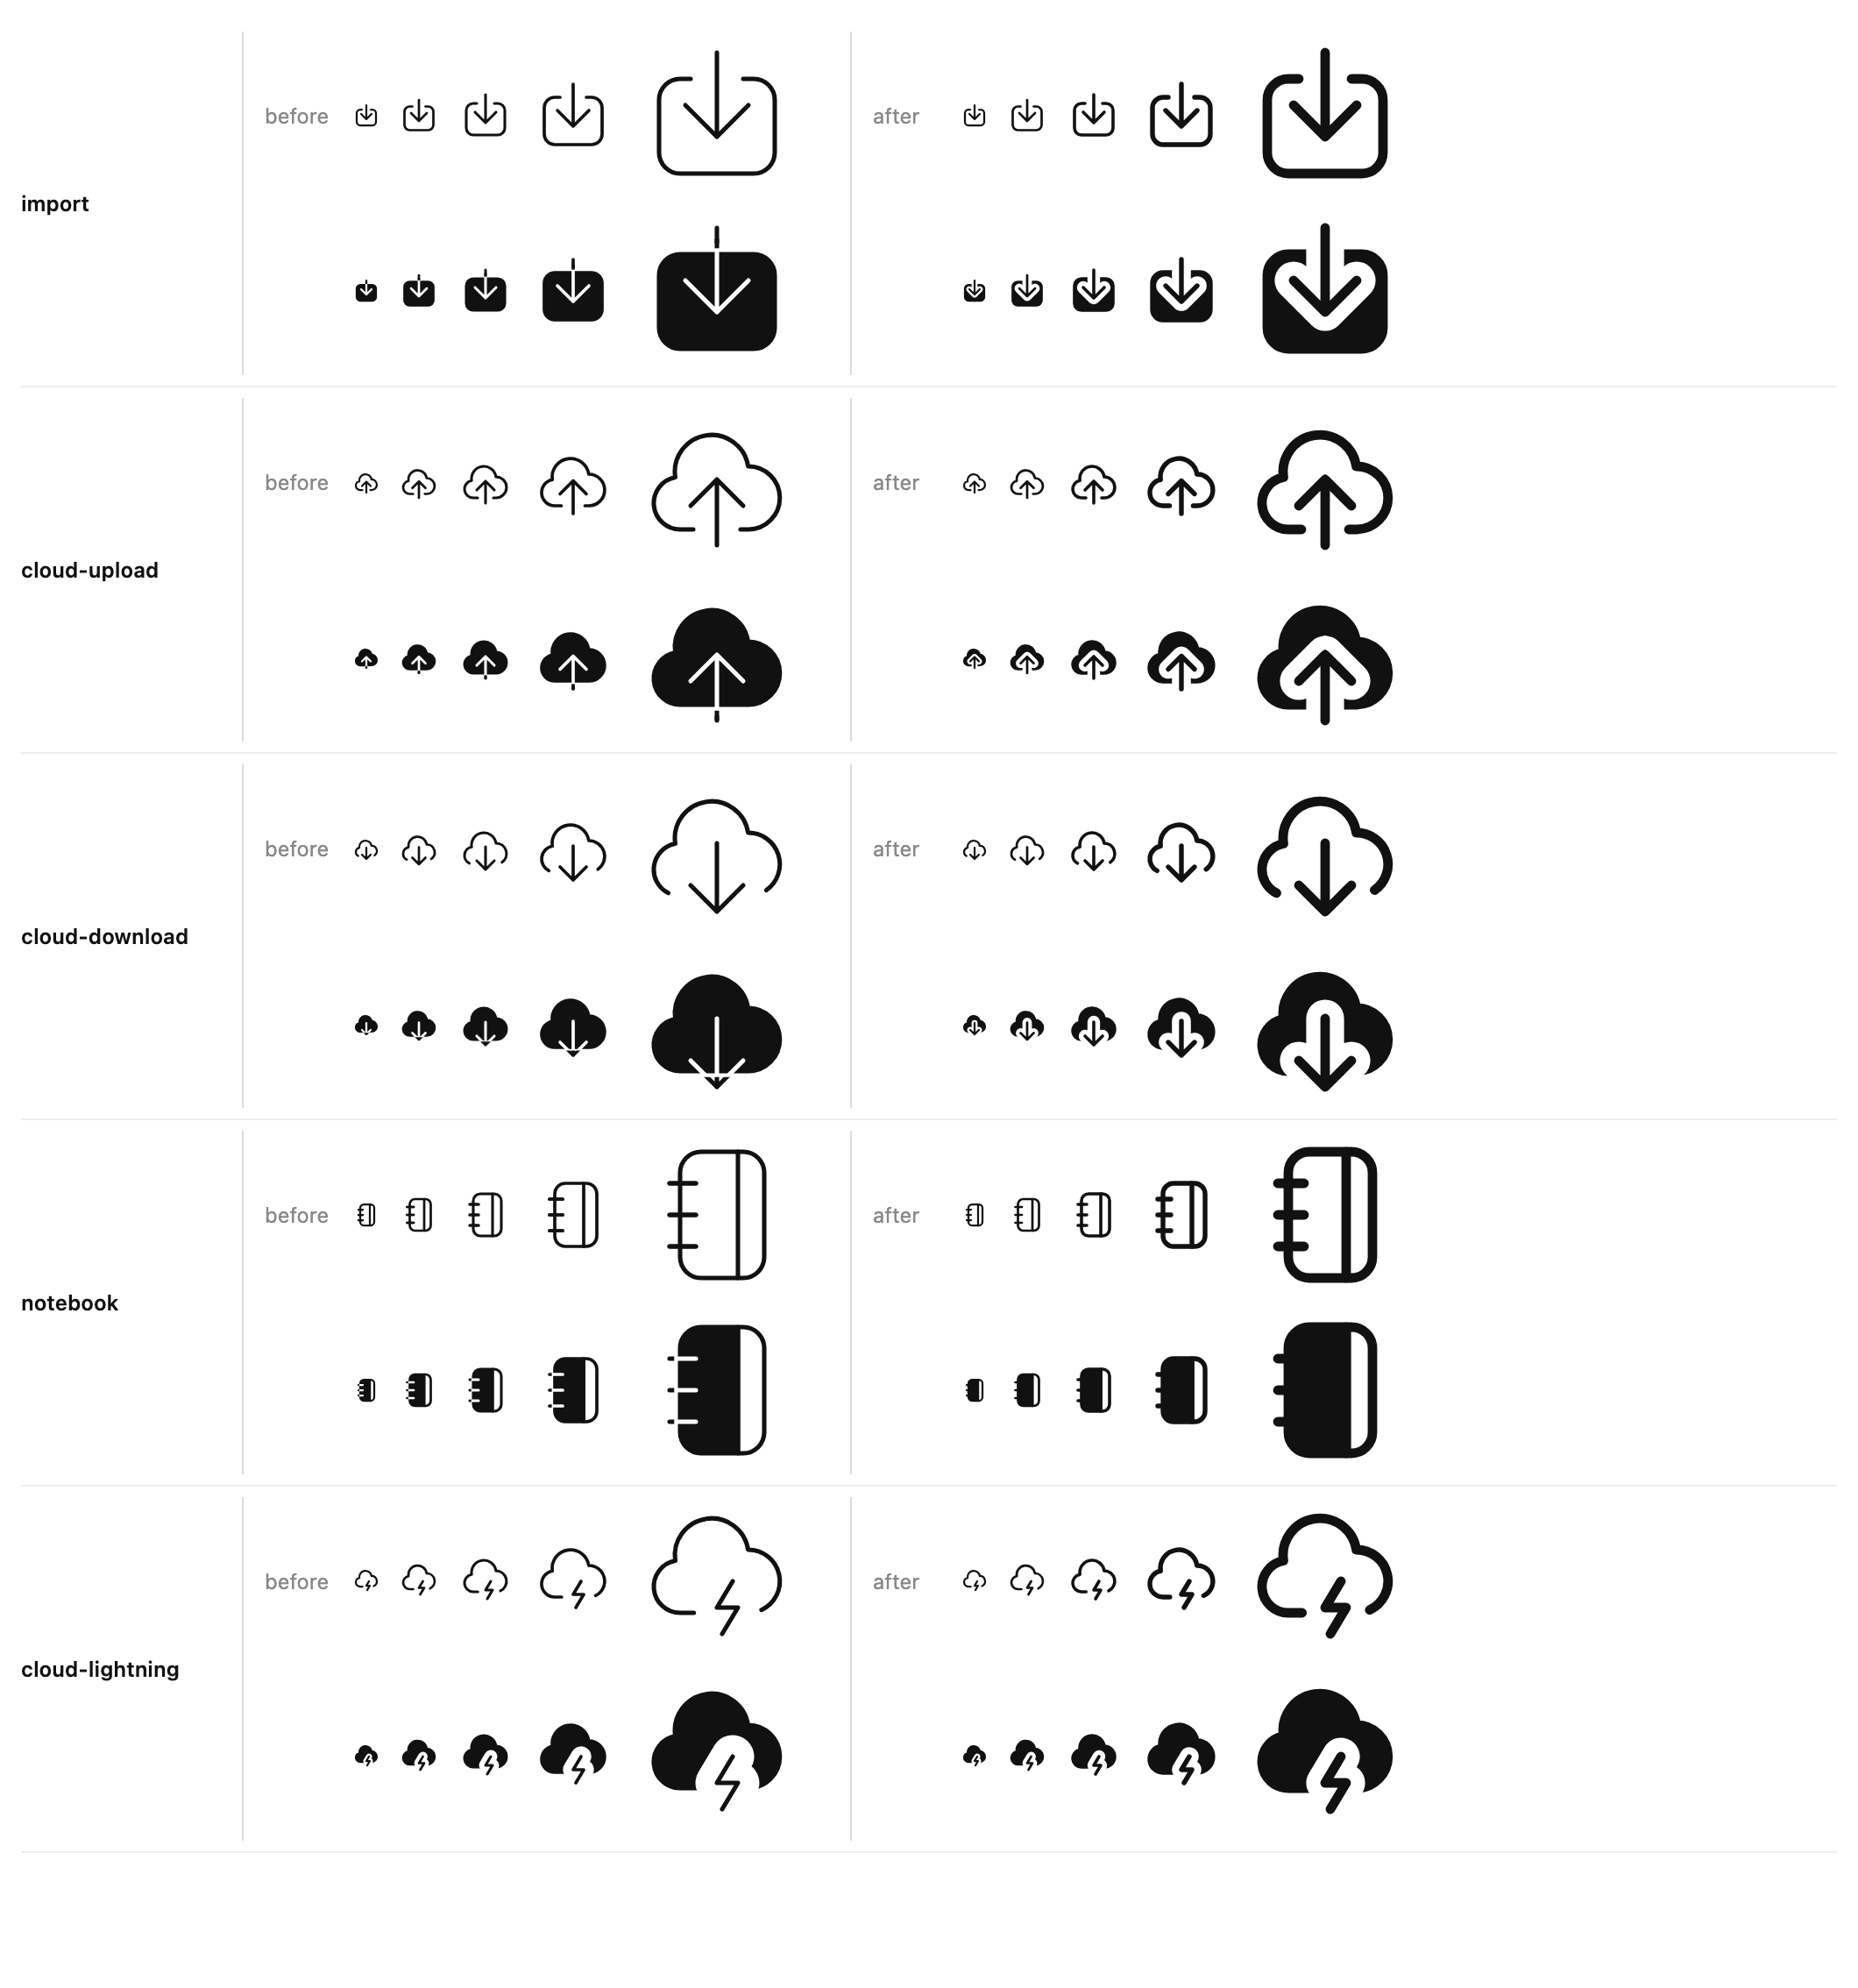 before
after
import
before
after
cloud-upload
before
after
cloud-download
before
after
notebook
before
after
cloud-lightning